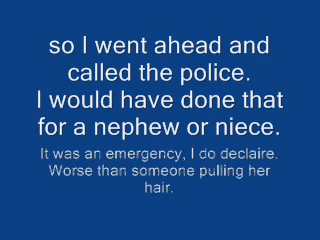 so I went ahead and
called the police.
I would have done that
for a nephew or niece.
It was an emergency, I do declaire.
Worse than someone pulling her
hair.